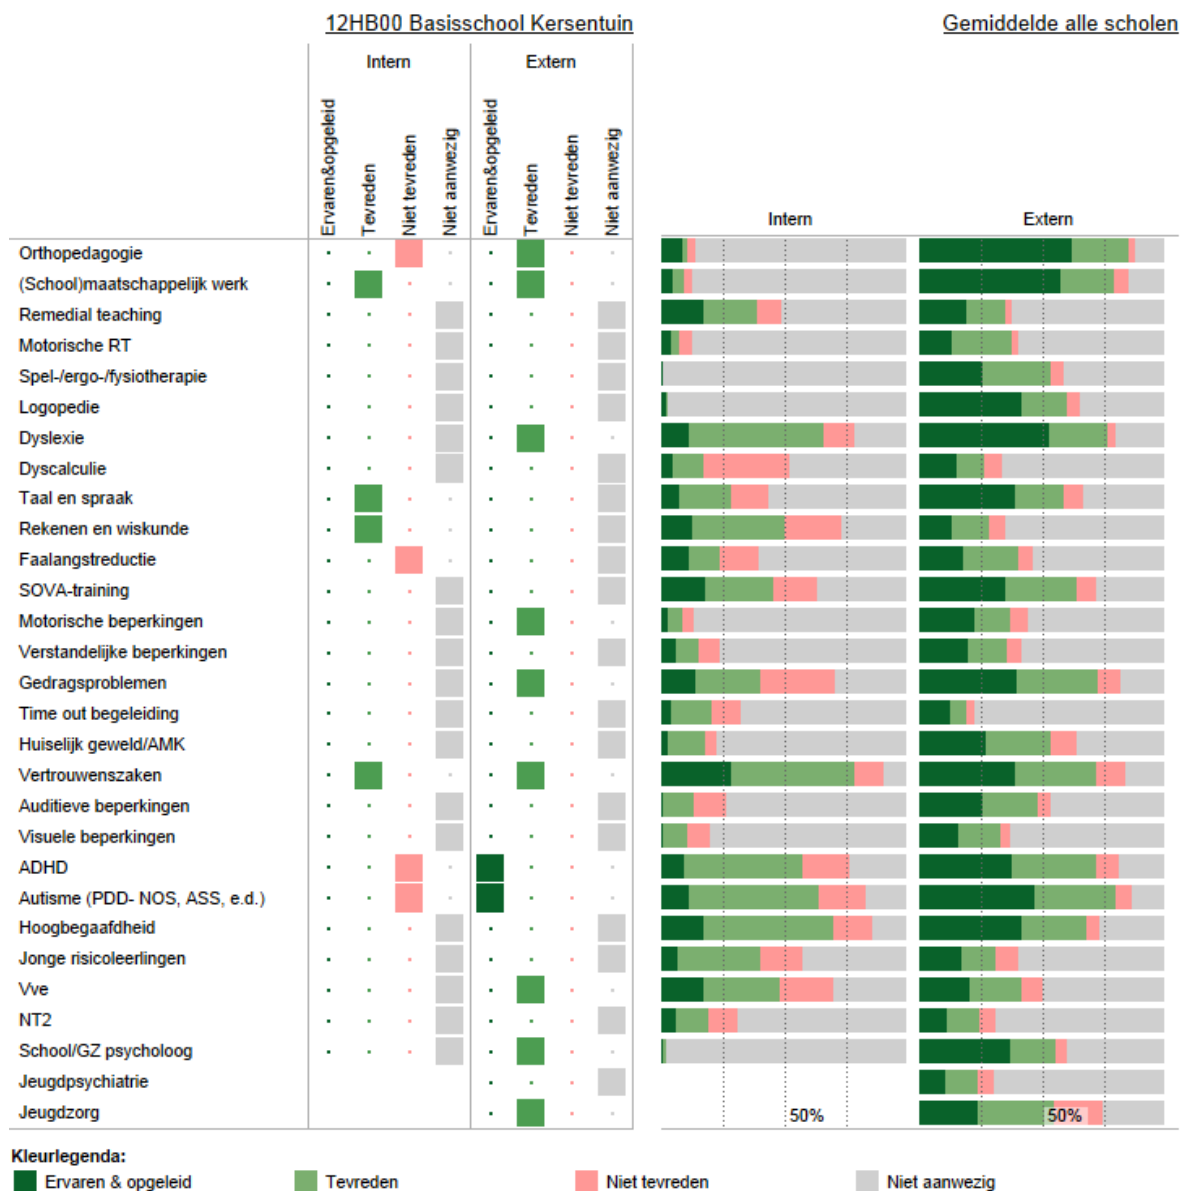 12HB00 Basisschool Kersentuin
Gemiddelde alle scholen
Intern
Extern
Ervaren&opgeleid
Tevreden
Niet tevreden
Niet aanwezig
Ervaren&opgeleid
Tevreden
Niet tevreden
Niet aanwezig
Intern
Extern
Orthopedagogie
(School)maatschappelijk werk
Remedial teaching
Motorische RT
Spel-/ergo-/fysiotherapie
Logopedie
Dyslexie
Dyscalculie
Taal en spraak
Rekenen en wiskunde
Faalangstreductie
SOVA-training
Motorische beperkingen
Verstandelijke beperkingen
Gedragsproblemen
Time out begeleiding
Huiselijk geweld/AMK
Vertrouwenszaken
Auditieve beperkingen
Visuele beperkingen
ADHD
Autisme (PDD- NOS, ASS, e.d.)
Hoogbegaafdheid
Jonge risicoleerlingen
Vve
NT2
School/GZ psycholoog
Jeugdpsychiatrie
Jeugdzorg
50%
50%
Kleurlegenda:
Ervaren & opgeleid
Tevreden
Niet tevreden
Niet aanwezig